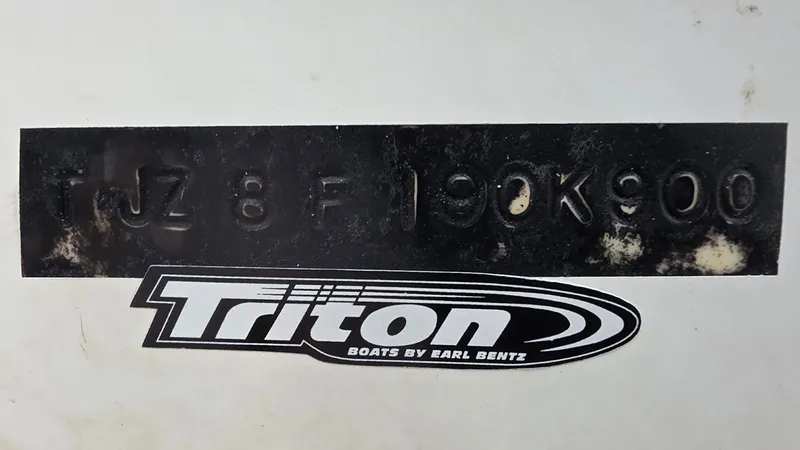 TJZ 8 F 190K900
Triton
BOATS BY EARL BENTZ